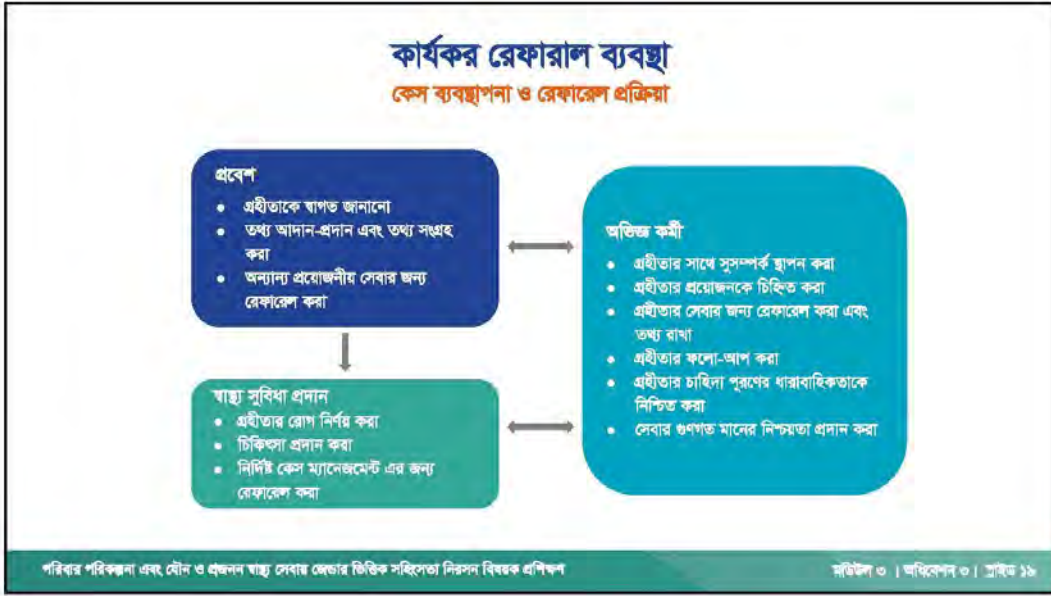 কার্যকর রেফারাল ব্যবস্থা
কেস ব্যবস্থাপনা ও রেফারেল প্রক্রিয়া
প্রবেশ
• গ্রহীতাকে স্বাগত জানানো
• তথ্য আদান-প্রদান এবং তথ্য সংগ্রহ
করা
• অন্যান্য প্রয়োজনীয় সেবার জন্য
রেফারেল করা
স্বাস্থ্য সুবিধা প্রদান
• গ্রহীতার রোগ নির্ণয় করা
• চিকিৎসা প্রদান করা
• নির্দিষ্ট কেস ম্যানেজমেন্ট এর জন্য
রেফারেল করা
অভিজ্ঞ কর্মী
• গ্রহীতার সাথে সুসম্পর্ক স্থাপন করা
• গ্রহীতার প্রয়োজনকে চিহ্নিত করা
• গ্রহীতার সেবার জন্য রেফারেল করা এবং
তথ্য রাখা
• গ্রহীতার ফলো-আপ করা
• গ্রহীতার চাহিদা পূরণের ধারাবাহিকতাকে
নিশ্চিত করা
• সেবার গুণগত মানের নিশ্চয়তা প্রদান করা
পরিবার পরিকল্পনা এবং যৌন ও প্রজনন স্বাস্থ্য সেবায় জেন্ডার ভিত্তিক সহিংসতা নিরসন বিষয়ক প্রশিক্ষণ
মডিউল ৩ | অধিবেশন ৩ | স্লাইড ১৯